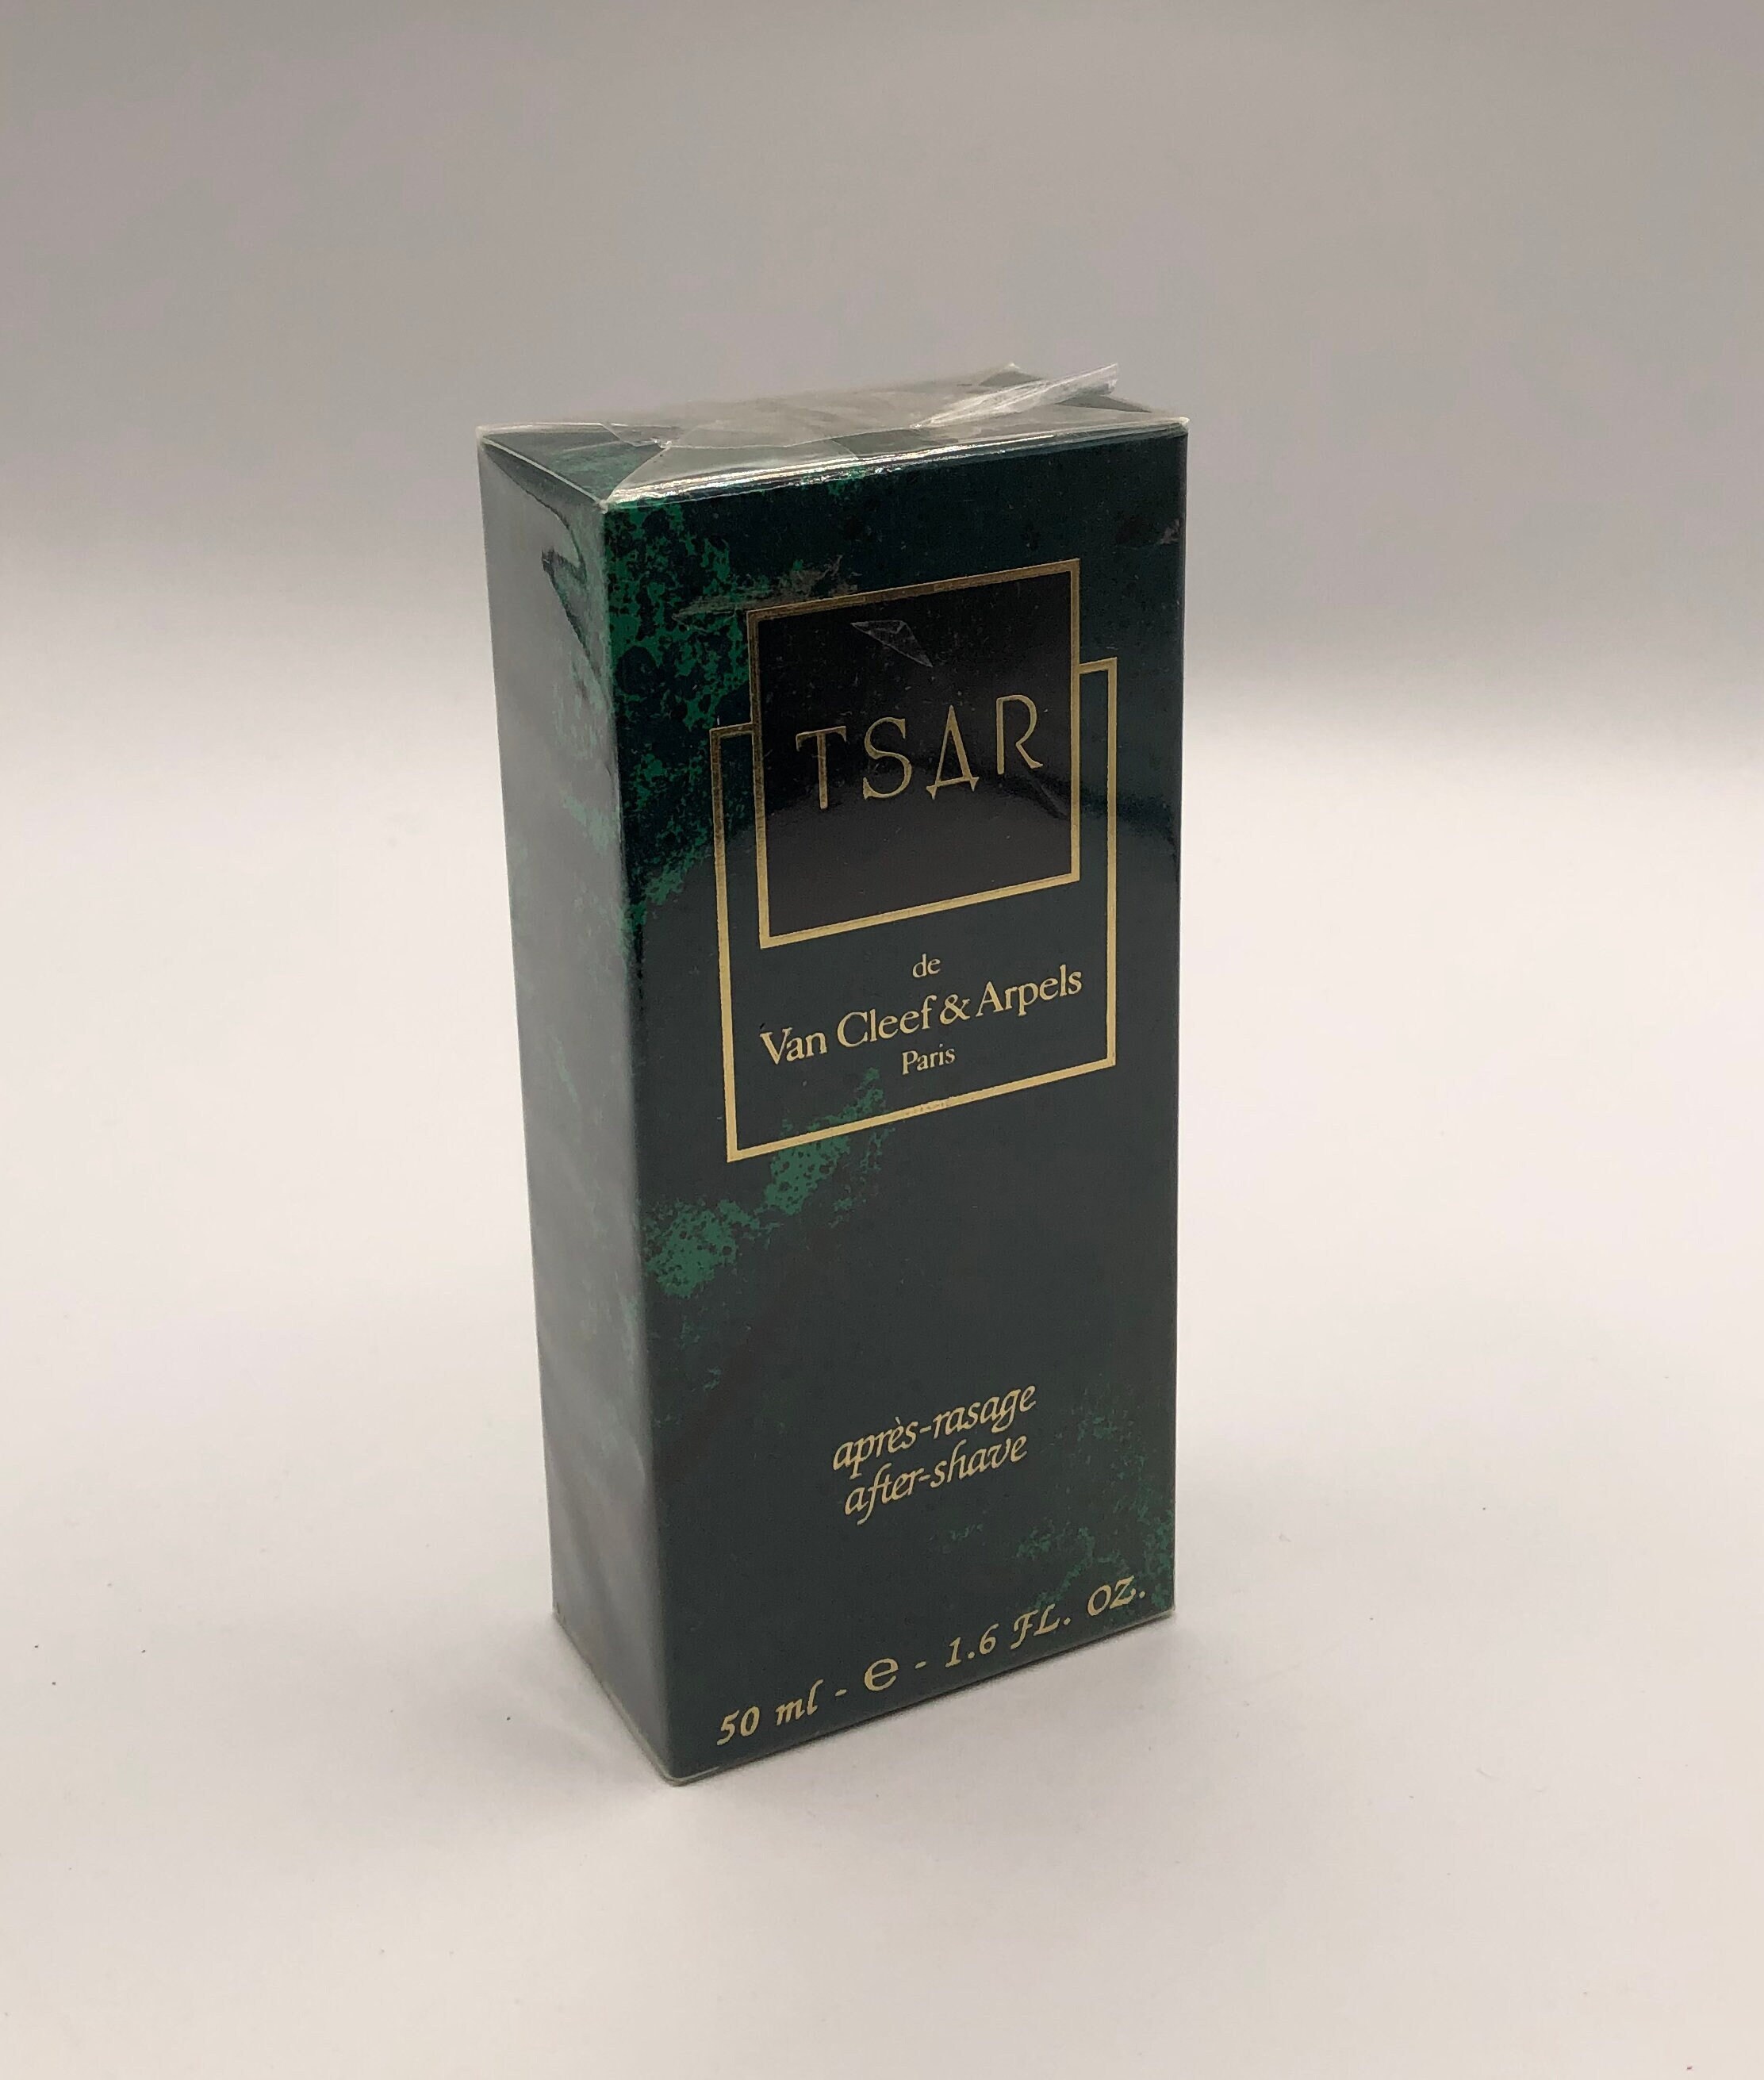 TSAR
de
Van Cleef & Arpels
Paris
après-rasage
after-shave
50 ml - e - 1.6 FL. OZ.